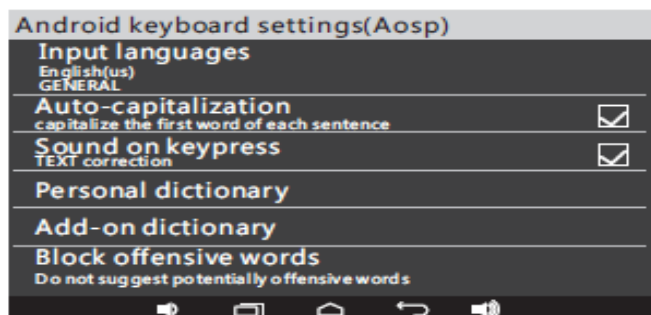 Android keyboard settings(Aosp)
Input languages
English(us)
GENERAL
Auto-capitalization
capitalize the first word of each sentence
Sound on keypress
TEXT correction
Personal dictionary
Add-on dictionary
Block offensive words
Do not suggest potentially offensive words